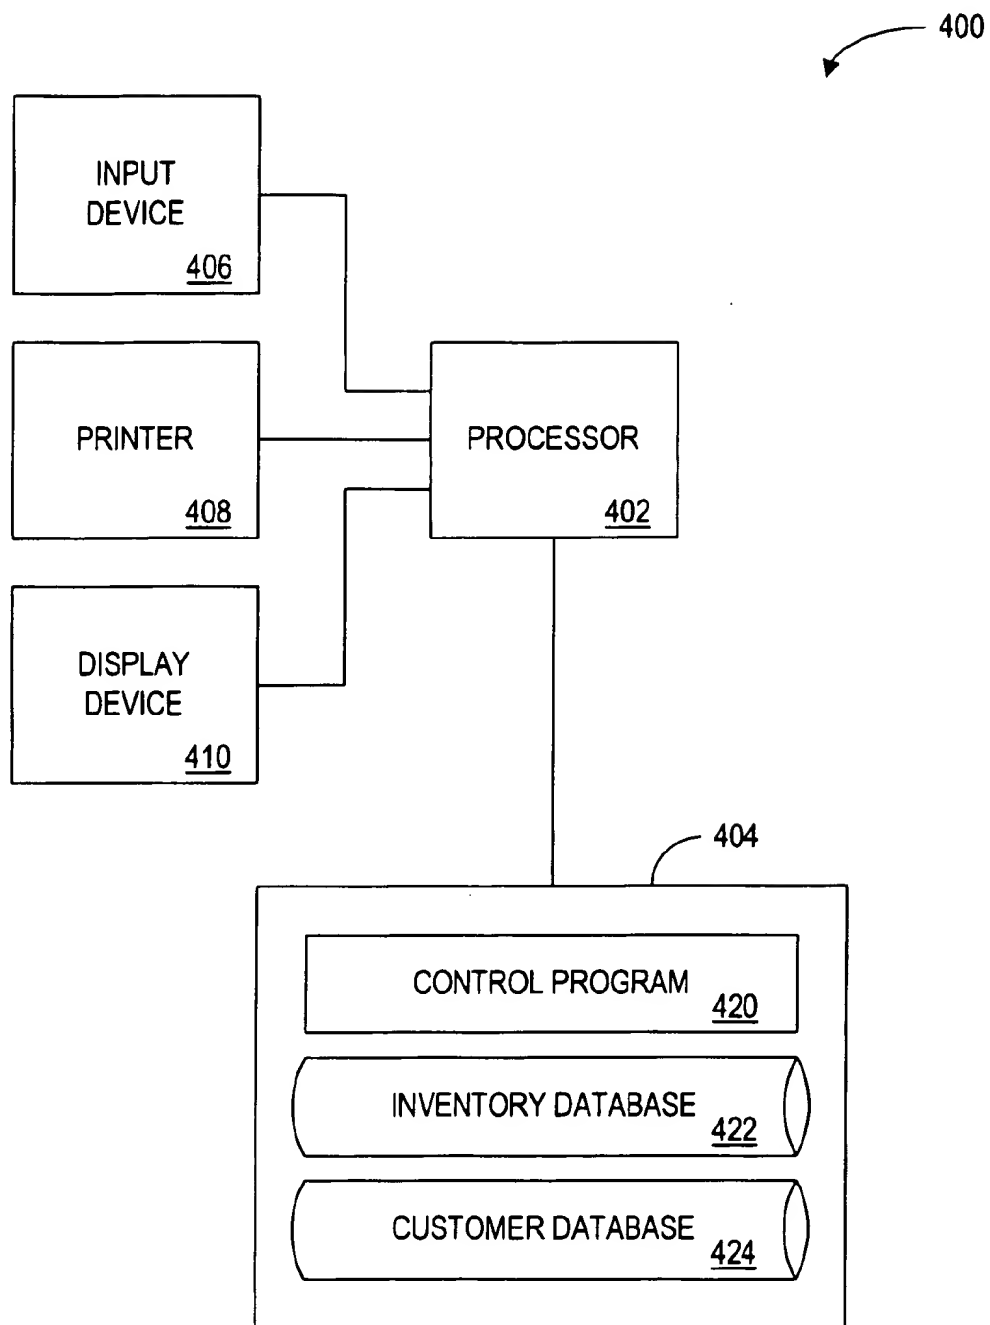 400
INPUT
DEVICE
406
PRINTER
408
PROCESSOR
402
DISPLAY
DEVICE
410
404
CONTROL PROGRAM
420
INVENTORY DATABASE
422
CUSTOMER DATABASE
424